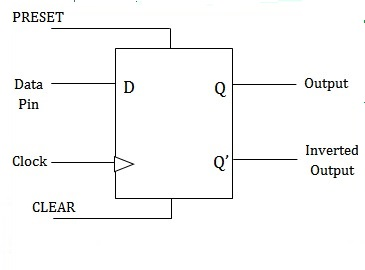 PRESET
Data
Pin
D
Q
Output
Clock
Q'
Inverted
Output
CLEAR